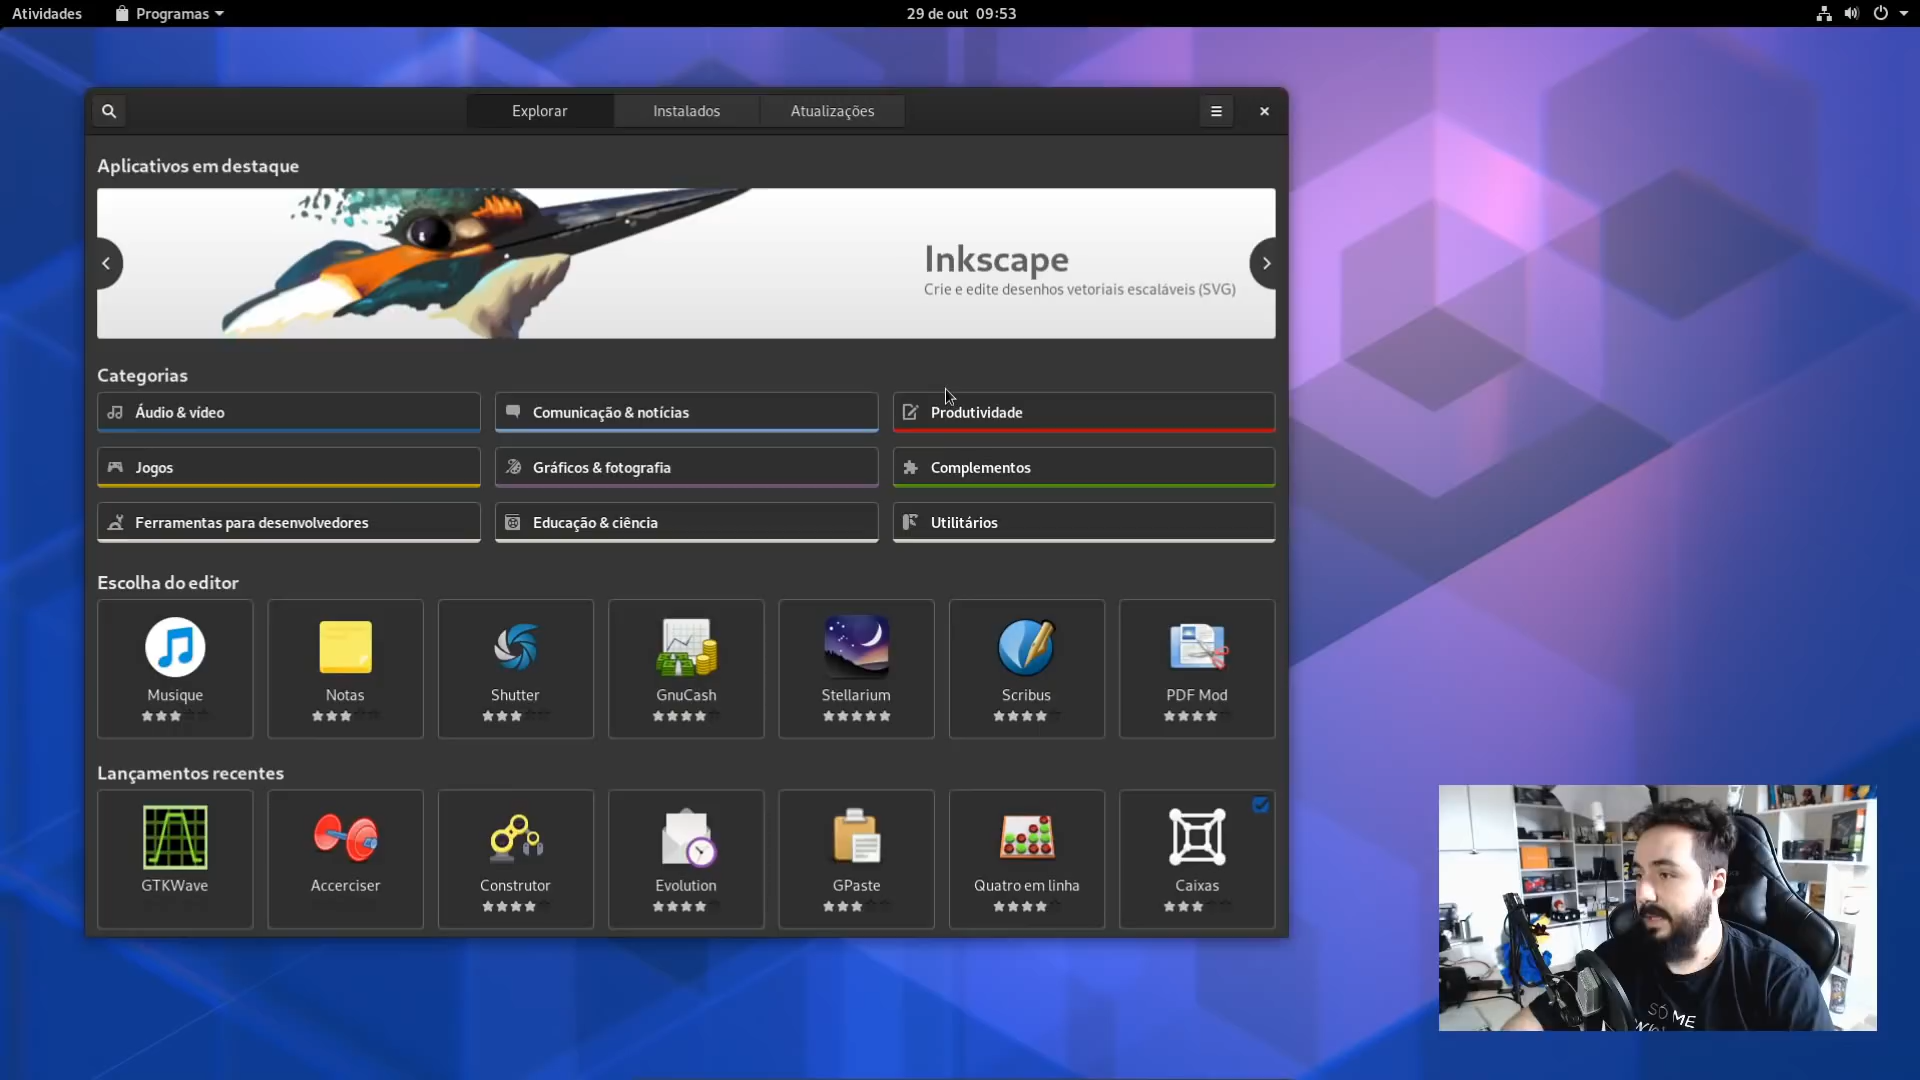 Atividades
Programas
29 de out 09:53
Explorar
Instalados
Atualizações
Aplicativos em destaque
Inkscape
Crie e edite desenhos vetoriais escaláveis (SVG)
Categorias
Áudio & vídeo
Comunicação & notícias
Produtividade
Jogos
Gráficos & fotografia
Complementos
Ferramentas para desenvolvedores
Educação & ciência
Utilitários
Escolha do editor
Musique
Notas
Shutter
GnuCash
Stellarium
Scribus
PDF Mod
Lançamentos recentes
GTKWave
Accerciser
Construtor
Evolution
GPaste
Quatro em linha
Caixas
SÓ ME